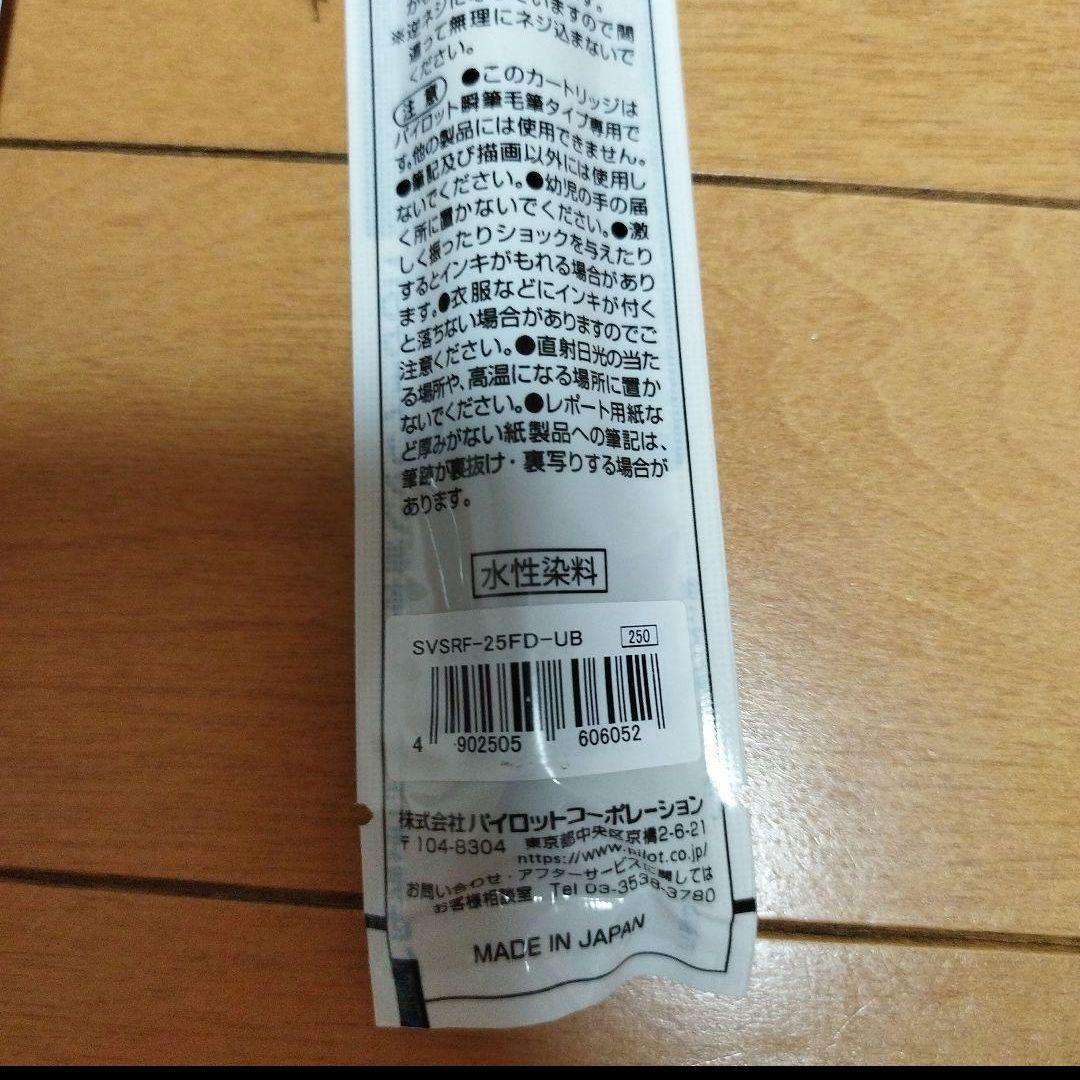 いますので間
違って無理にネジ込まないで
ください。
注意 ●このカートリッジは
パイロット瞬筆毛筆タイプ専用で
す。他の製品には使用できません。
●筆記及び描画以外には使用し
ないでください。●幼児の手の届
く所に置かないでください。●激
しく振ったりショックを与えたり
するとインキがもれる場合があり
ます。●衣服などにインキが付く
と落ちない場合がありますのでご
注意ください。●直射日光の当た
る場所や、高温になる場所に置か
ないでください。●レポート用紙な
ど厚みがない紙製品への筆記は、
筆跡が裏抜け・裏写りする場合が
あります。
水性染料
SVSRF-25FD-UB 250
4 902505 606052
株式会社パイロットコーポレーション
〒104-8304 東京都中央区京橋2-6-21
https://www.pilot.co.jp/
お問い合わせ・アフターサービスに関しては
お客様相談室 Tel 03-3538-3780
MADE IN JAPAN